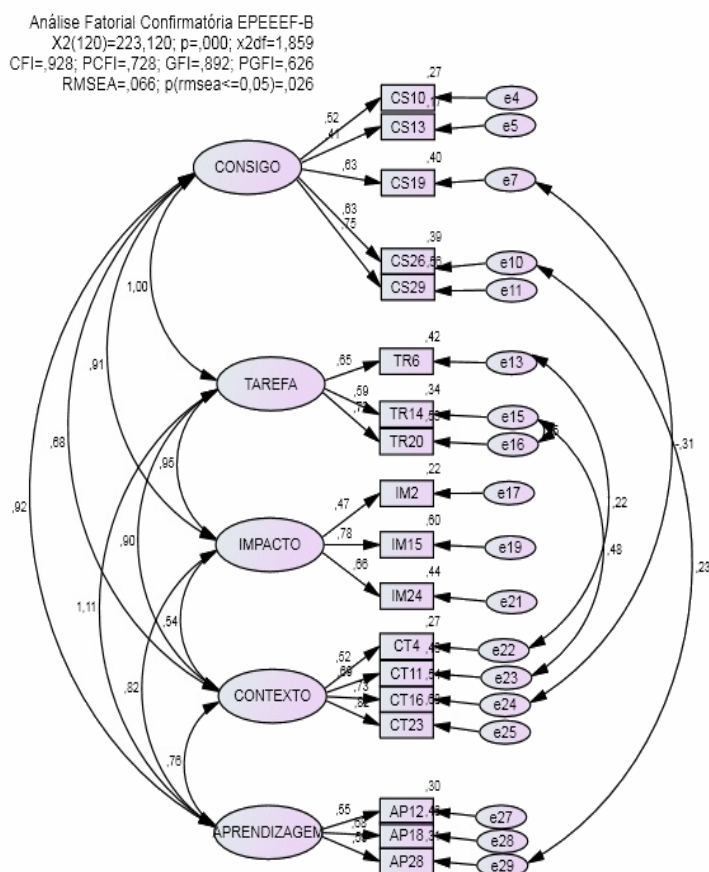 Análise Fatorial Confirmatória EPEEEF-B
X2(120)=223,120; p=,000; x2df=1,859
CFI=,928; PCFI=,728; GFI=,892; PGFI=,626
RMSEA=,066; p(rmsea<=0,05)=,026
,27
CS10
e4
,52
CS13
e5
,41
CONSIGO
,40
,63
CS19
e7
,63
,75
,39
CS26
e10
CS29
e11
1,00
,42
,65
TR6
e13
,91
TAREFA
,59
,34
TR14
e15
TR20
e16
,68
-,31
,95
,22
,47
IM2
e17
,92
,22
,60
,78
IM15
e19
IMPACTO
,90
,48
,66
,44
IM24
e21
,23
1,11
,54
,27
,52
CT4
e22
CT11
e23
,82
,73
CT16
e24
CONTEXTO
CT23
e25
,76
,30
,55
AP12
e27
APRENDIZAGEM
AP18
e28
AP28
e29